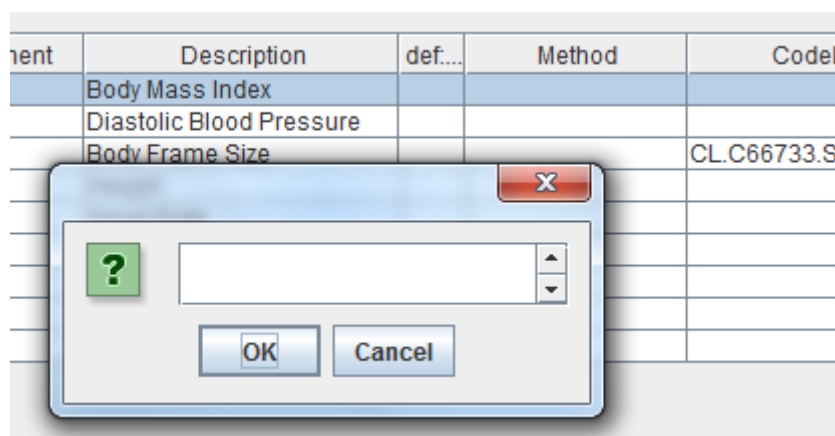 nent Description def:... Method Codel
Body Mass Index
Diastolic Blood Pressure
Body Frame Size CL.C66733.S
x
?
OK Cancel